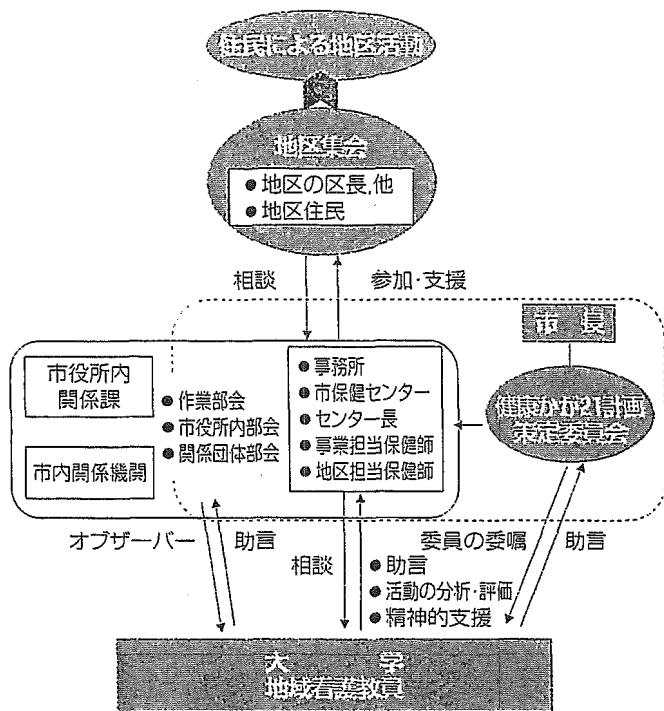 住民による地区活動
地区集会
●地区の区長,他
●地区住民
相談
参加・支援
市 長
市役所内
関係課
市内関係機関
●作業部会
●市役所内部会
●関係団体部会
●事務所
●市保健センター
●センター長
●事業担当保健師
●地区担当保健師
健康かが21計画
策定委員会
オブザーバー
助言
相談
●助言
●活動の分析・評価
●精神的支援
委員の委嘱
助言
大 学
地域看護教員